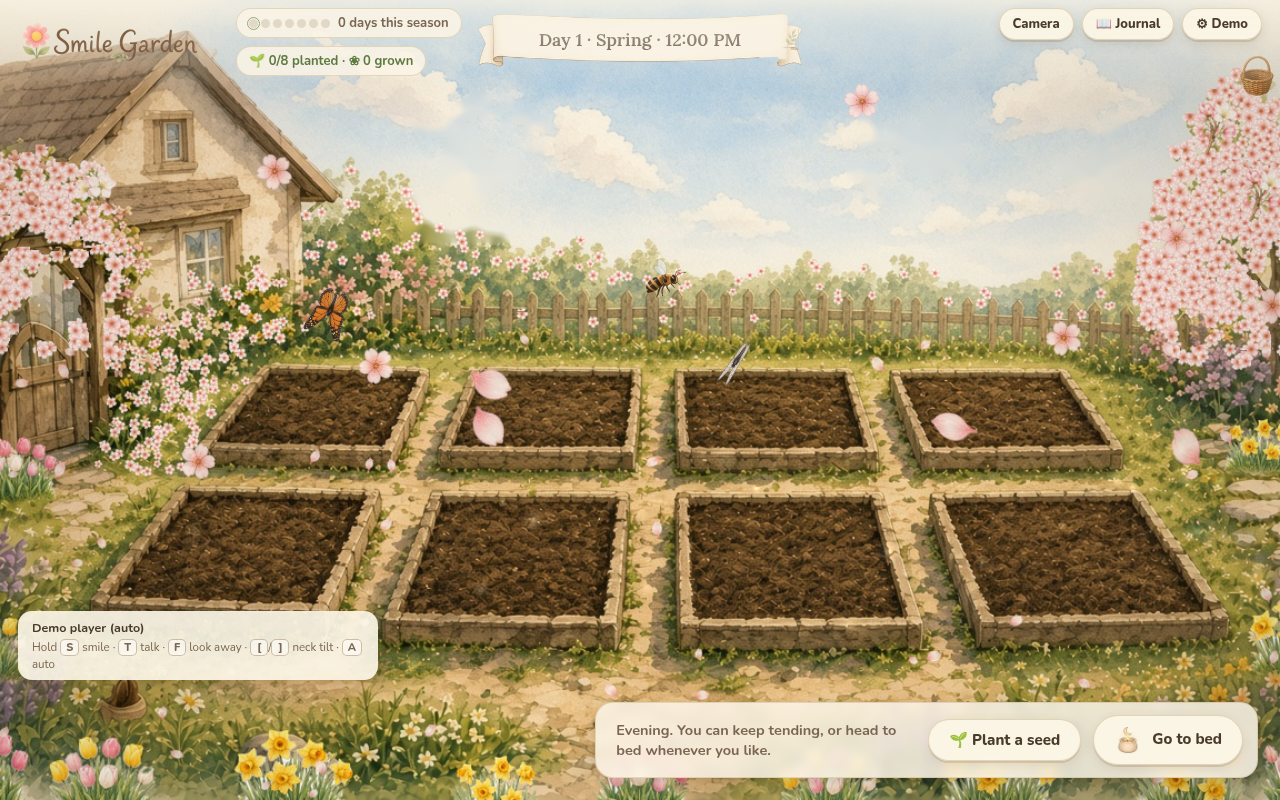 Smile Garden
0 days this season
0/8 planted · 0 grown
Day 1 · Spring · 12:00 PM
Camera
Journal
Demo
Demo player (auto)
Hold S smile · T talk · F look away · [ / ] neck tilt · A
auto
Evening. You can keep tending, or head to
bed whenever you like.
Plant a seed
Go to bed